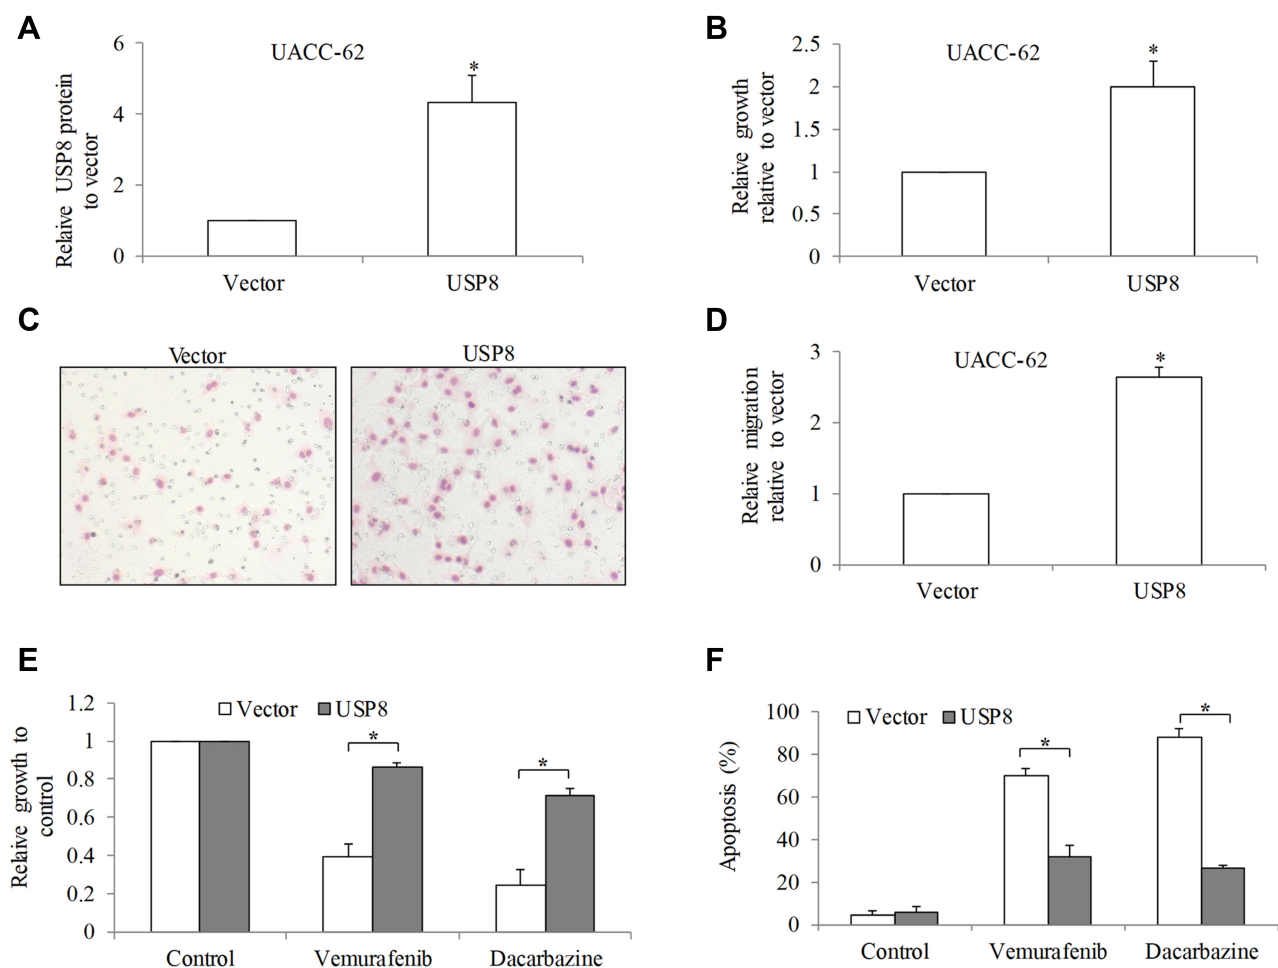 A
UACC-62
*
6
4
2
0
Relaive USP8 protein
to vector
Vector
USP8
B
UACC-62
*
2.5
2
1.5
1
0.5
0
Relaive growth
relative to vector
Vector
USP8
C
Vector
USP8
D
UACC-62
*
3
2
1
0
Relaive migration
relative to vector
Vector
USP8
E
Vector USP8
*
*
1.2
1
0.8
0.6
0.4
0.2
0
Relaive growth to
control
Control
Vemurafenib
Dacarbazine
F
Vector USP8
*
*
100
80
60
40
20
0
Apoptosis (%)
Control
Vemurafenib
Dacarbazine